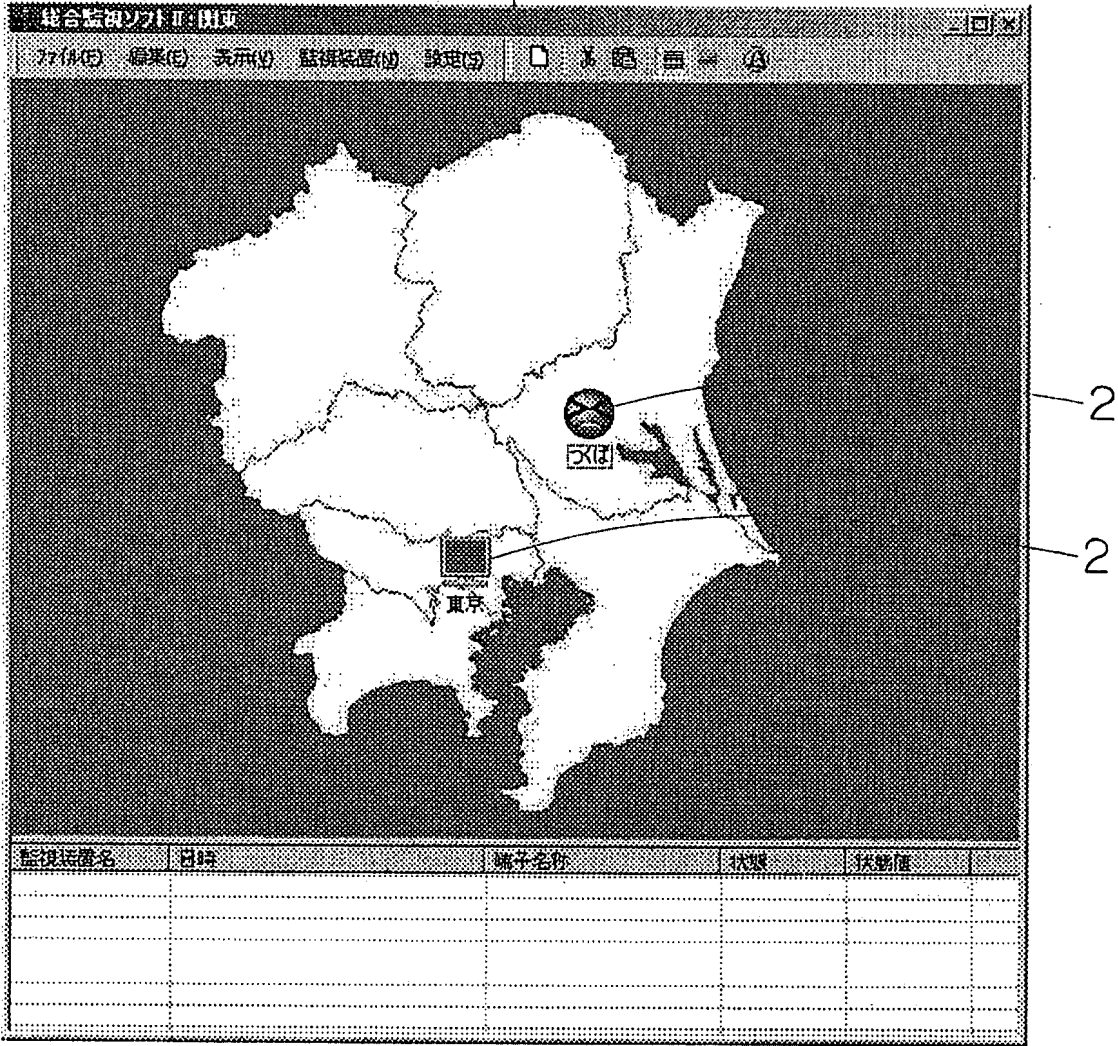 総合監視ソフトII:関東
ファイル(F) 編集(E) 表示(V) 監視装置(N) 設定(S)
2
つくば
2
東京
監視装置名 日時 端子名称 状態 状態値